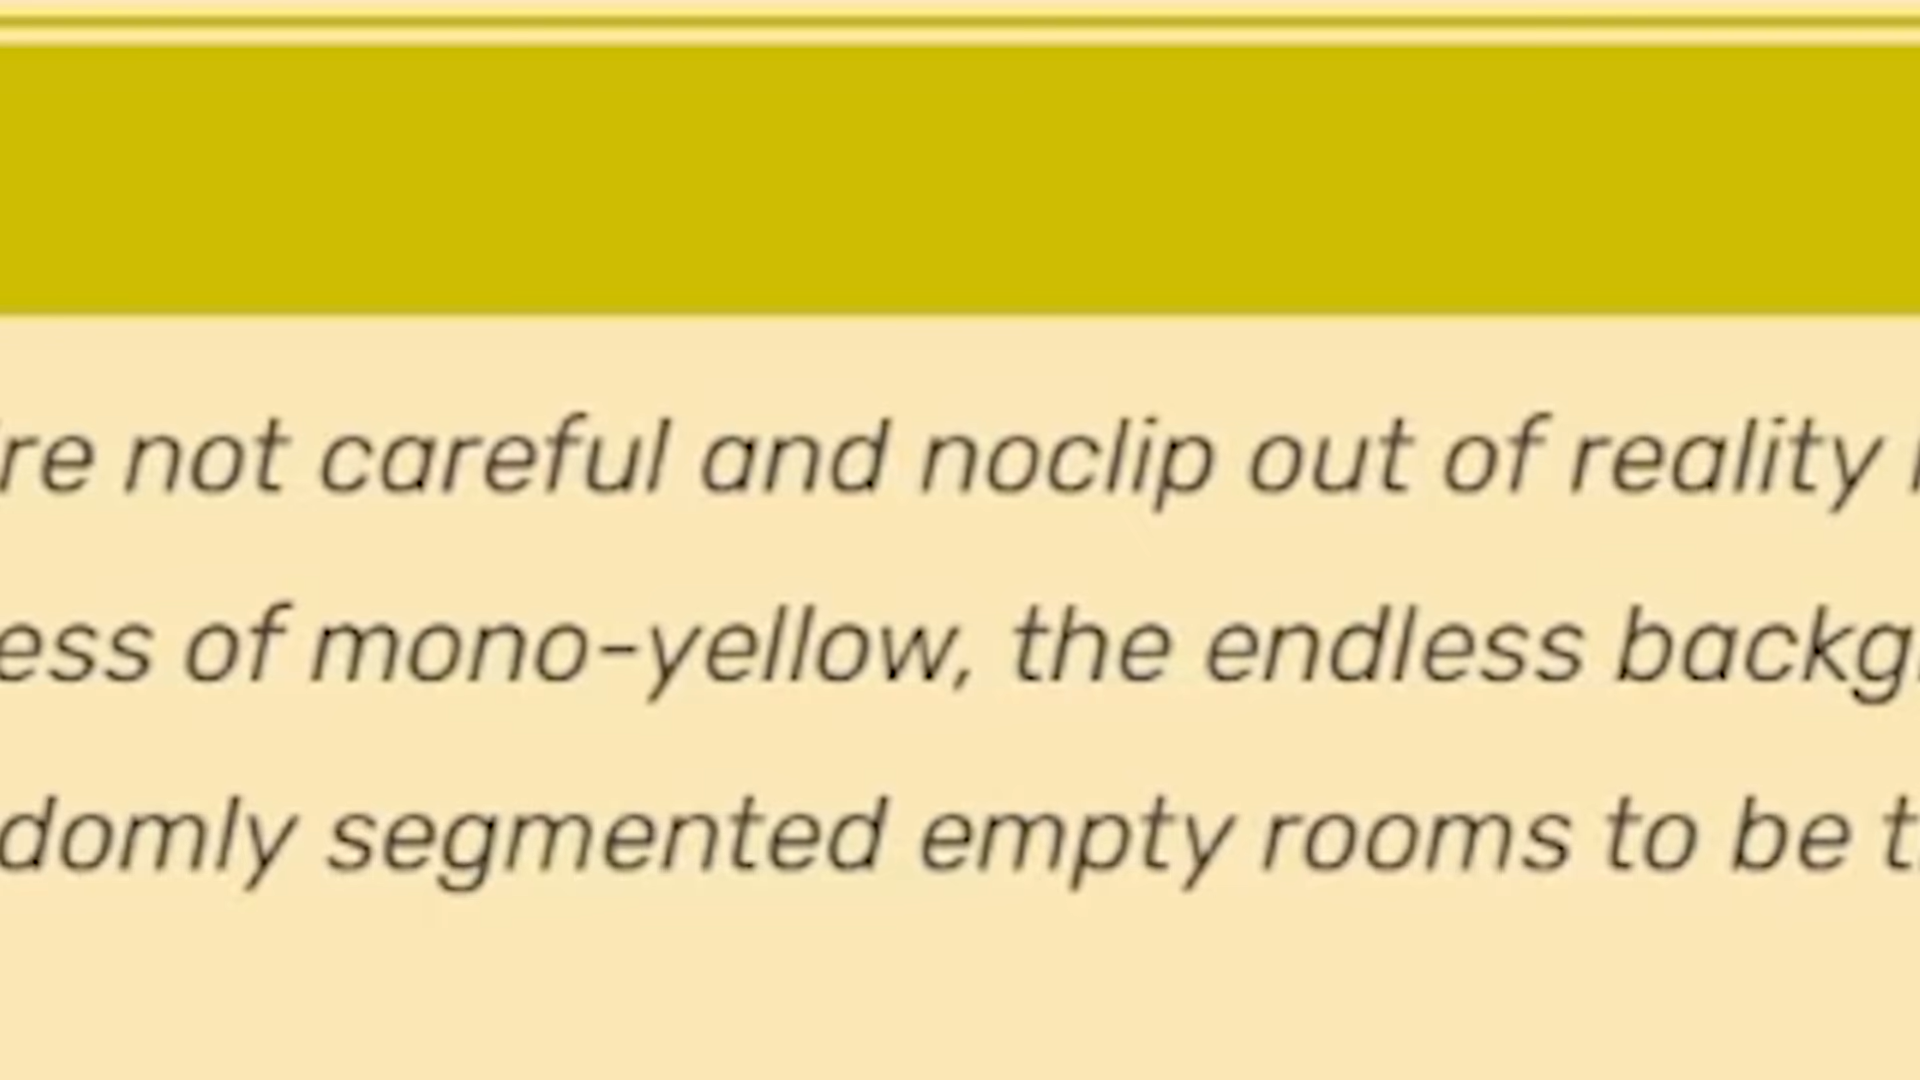 're not careful and noclip out of reality
ess of mono-yellow, the endless backg
domly segmented empty rooms to be t